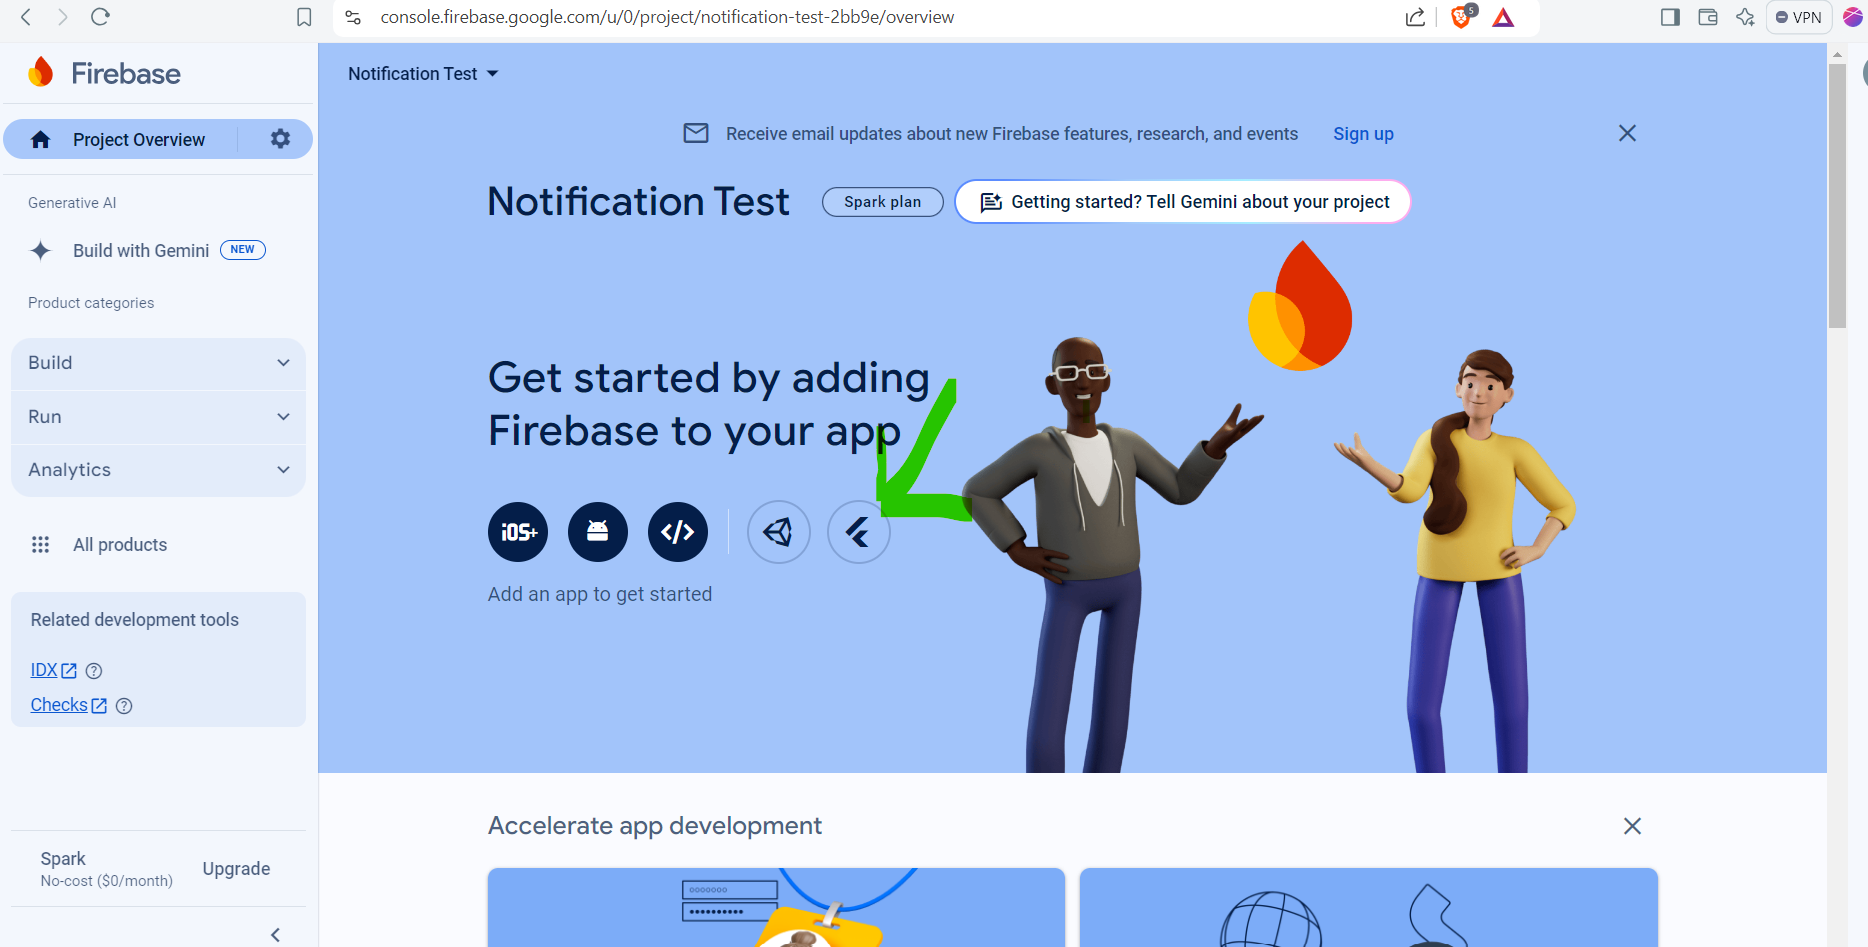 console.firebase.google.com/u/0/project/notification-test-2bb9e/overview
5
VPN
Firebase
Project Overview
Generative AI
Build with Gemini
NEW
Product categories
Build
Run
Analytics
All products
Related development tools
IDX
Checks
Spark
No-cost ($0/month)
Upgrade
Notification Test
Receive email updates about new Firebase features, research, and events
Sign up
Notification Test
Spark plan
Getting started? Tell Gemini about your project
Get started by adding
Firebase to your app
iOS+
Add an app to get started
Accelerate app development